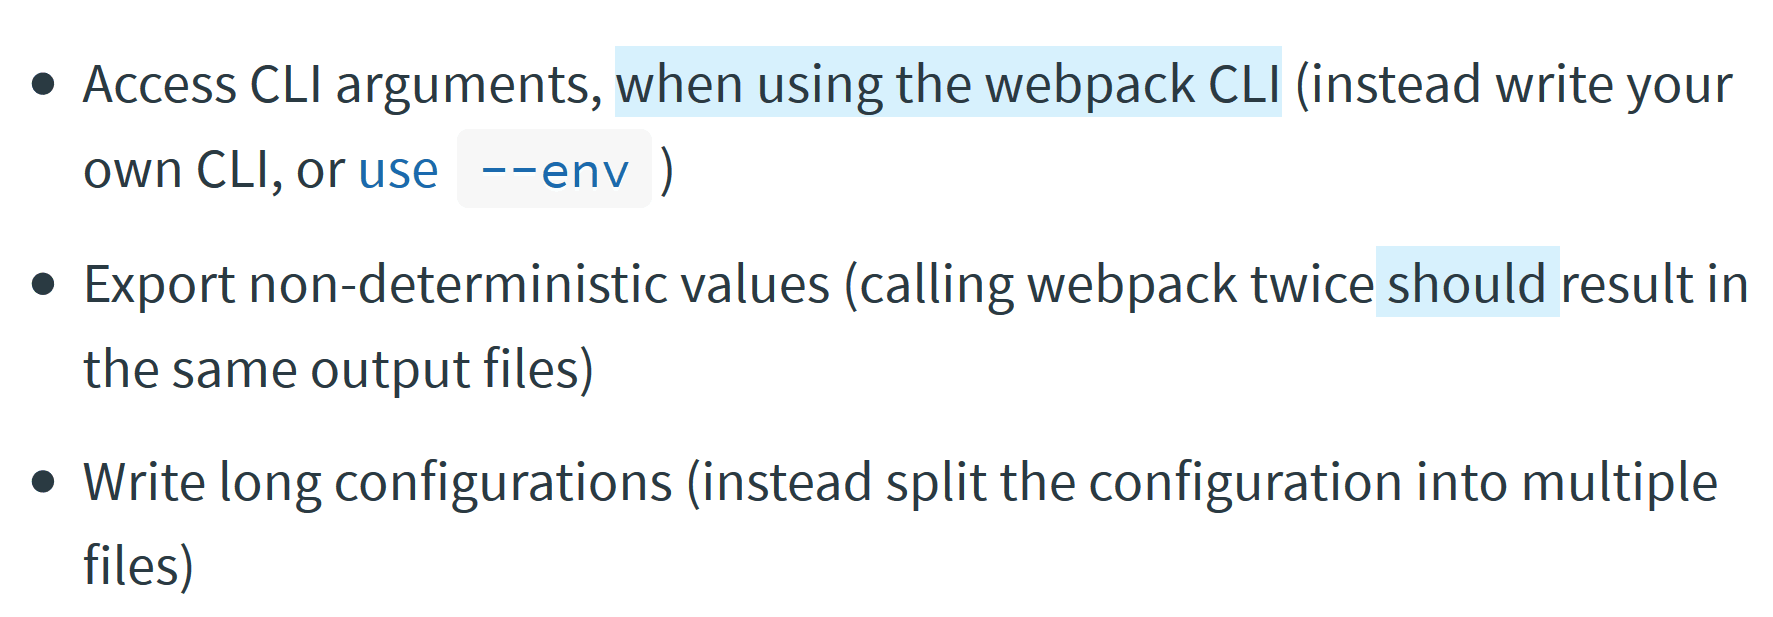 • Access CLI arguments, when using the webpack CLI (instead write your
own CLI, or use --env )
• Export non-deterministic values (calling webpack twice should result in
the same output files)
• Write long configurations (instead split the configuration into multiple
files)